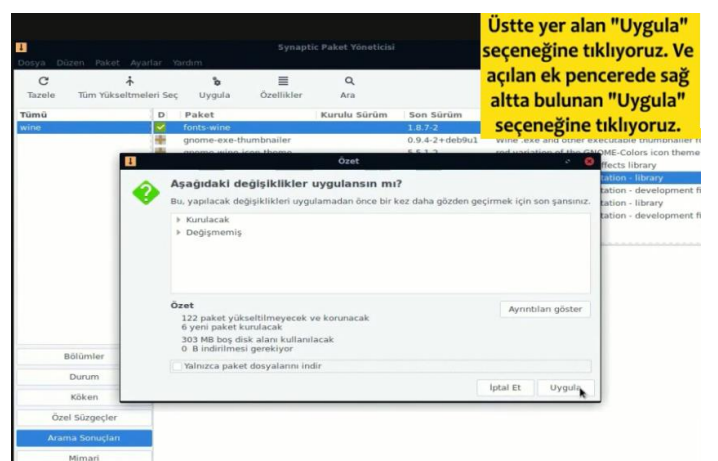 Üstte yer alan "Uygula"
seçeneğine tıklıyoruz. Ve
açılan ek pencerede sağ
altta bulunan "Uygula"
seçeneğine tıklıyoruz.
Synaptic Paket Yöneticisi
Dosya Düzen Paket Ayarlar Yardım
Tazele Tüm Yükseltmeleri Seç Uygula Özellikler Ara
Tümü D Paket Kurulu Sürüm Son Sürüm
wine fonts-wine 1.8.7-2
gnome-exe-thumbnailer 0.9.4-2+deb9u1 Wine .exe and other executable thumbnailer f
gnome-wine-icon-theme red variation of the GNOME-Colors icon theme
ffects library
tation - library
tation - development fi
tation - library
tation - development fi
Özet
Aşağıdaki değişiklikler uygulansın mı?
Bu, yapılacak değişiklikleri uygulamadan önce bir kez daha gözden geçirmek için son şansınız.
Kurulacak
Değişmemiş
Özet
122 paket yükseltilmeyecek ve korunacak
6 yeni paket kurulacak
303 MB boş disk alanı kullanılacak
0 B indirilmesi gerekiyor
Ayrıntıları göster
Yalnızca paket dosyalarını indir
İptal Et Uygula
Bölümler
Durum
Köken
Özel Süzgeçler
Arama Sonuçları
Mimari